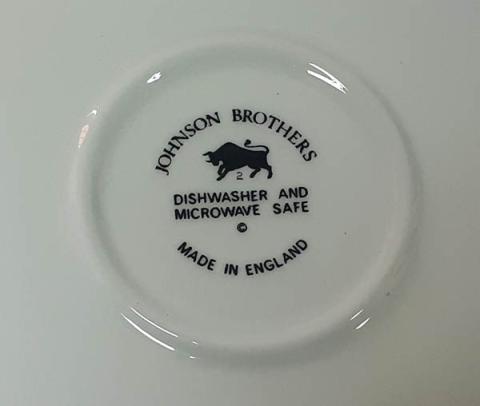 JOHNSON BROTHERS
2
DISHWASHER AND
MICROWAVE SAFE
©
MADE IN ENGLAND